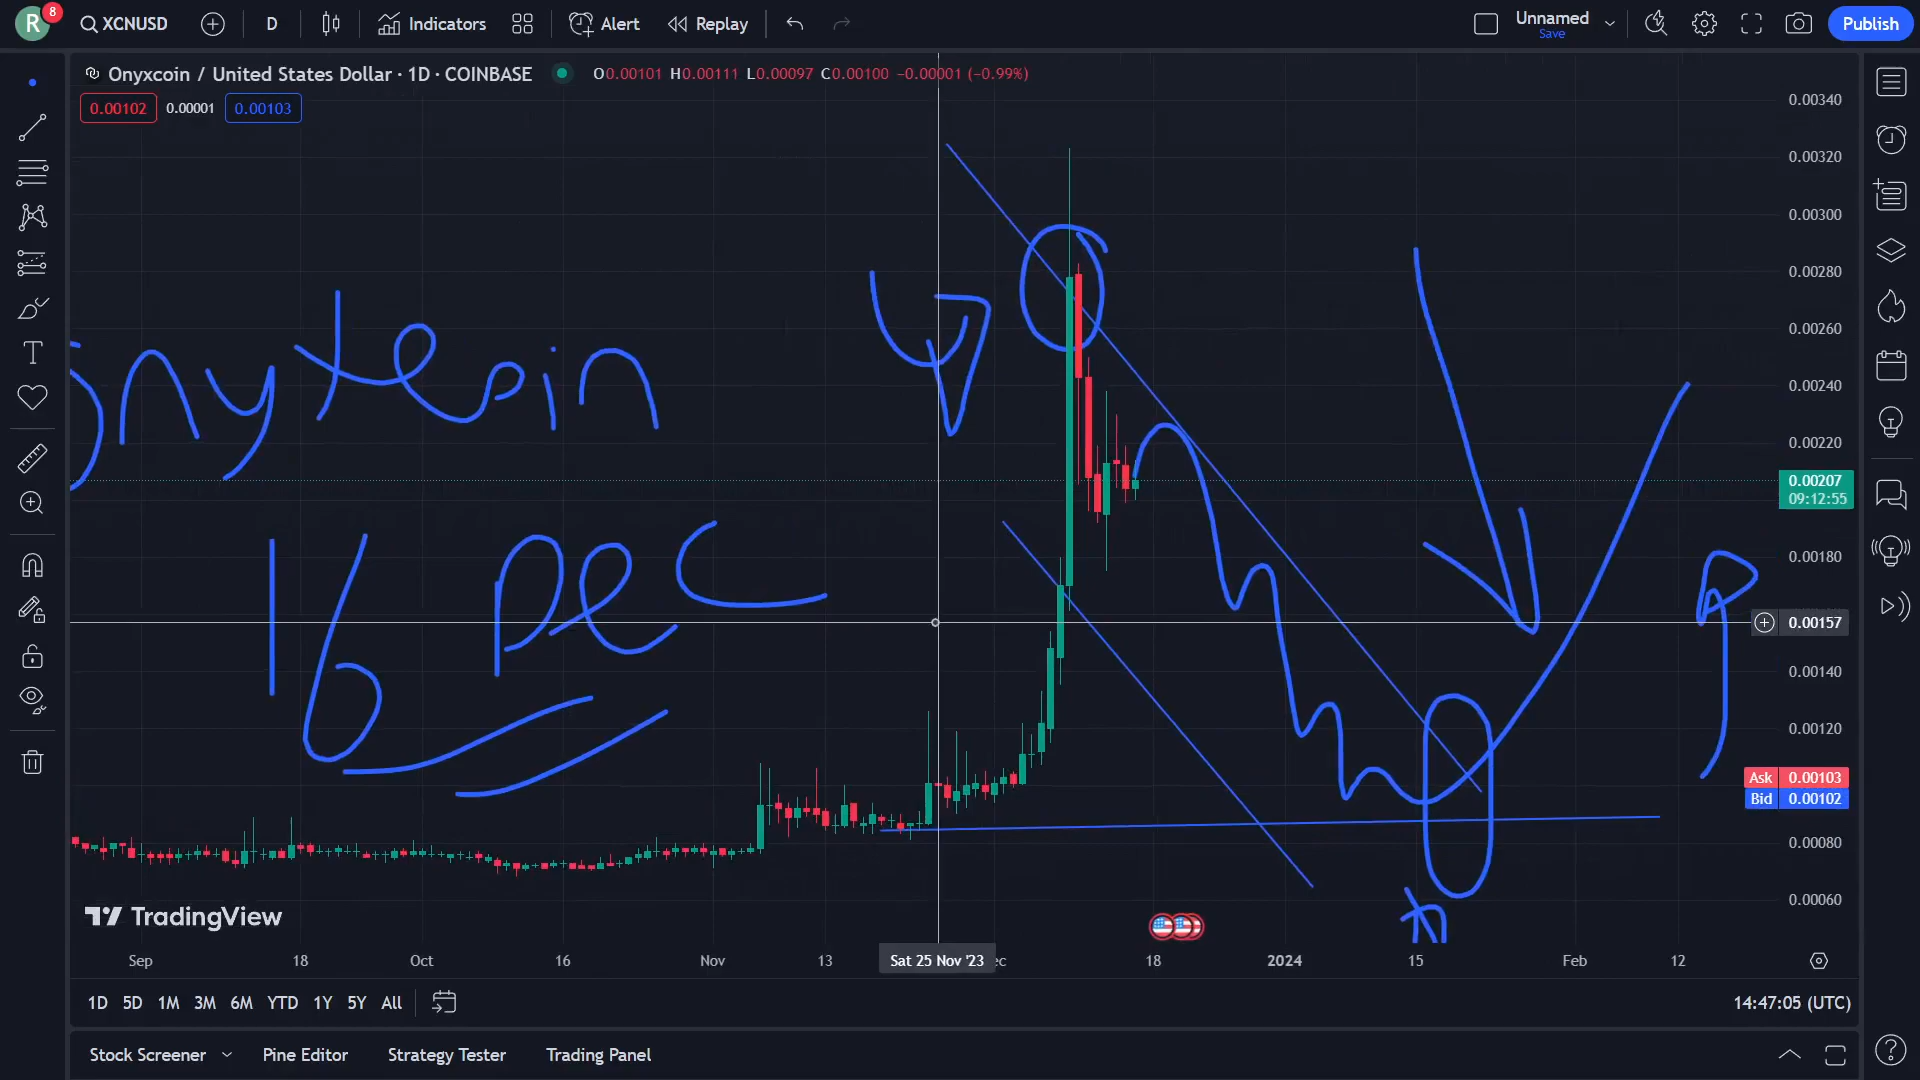 R 8 XCNUSD D Indicators Alert Replay Unnamed Save Publish
Onyxcoin / United States Dollar · 1D · COINBASE O0.00101 H0.00111 L0.00097 C0.00100 −0.00001 (−0.99%)
0.00102 0.00001 0.00103
0.00340
0.00320
0.00300
0.00280
0.00260
0.00240
0.00220
0.00207
09:12:55
0.00180
0.00157
0.00140
0.00120
Ask 0.00103
Bid 0.00102
0.00080
0.00060
Onyxcoin
16 DEC
TradingView
Sep 18 Oct 16 Nov 13 Sat 25 Nov '23 ec 18 2024 15 Feb 12
1D 5D 1M 3M 6M YTD 1Y 5Y All 14:47:05 (UTC)
Stock Screener Pine Editor Strategy Tester Trading Panel